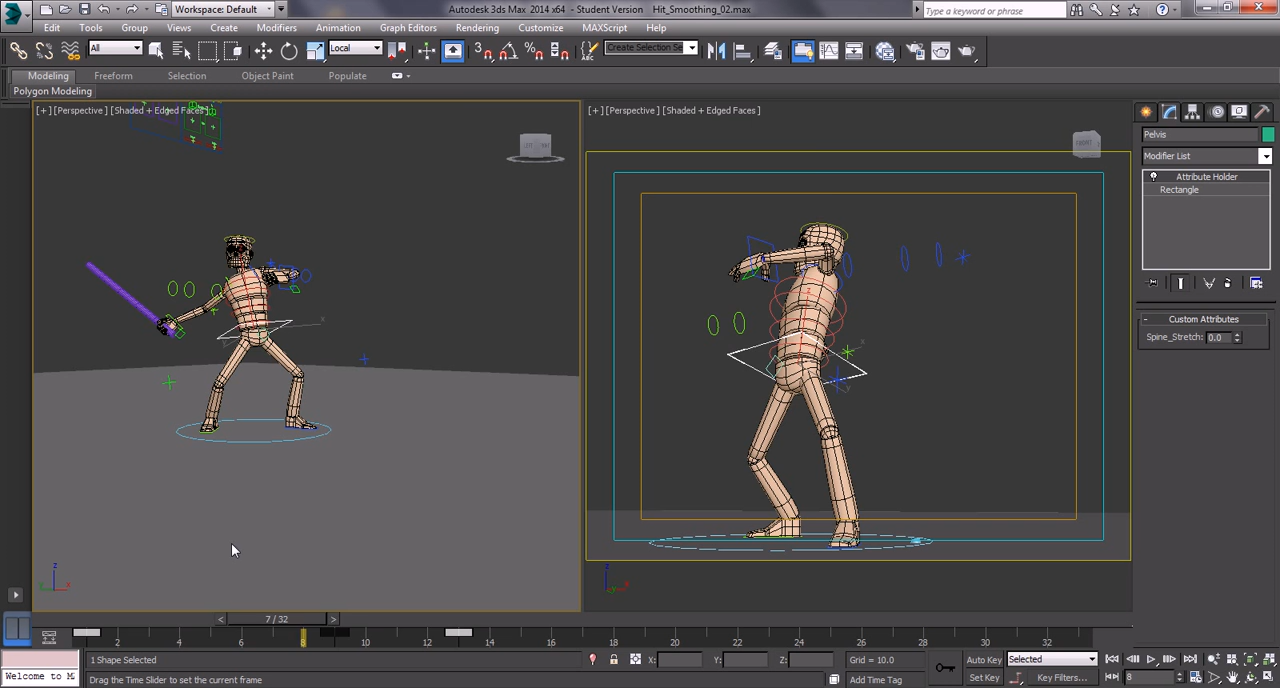 Workspace: Default
Autodesk 3ds Max 2014 x64 - Student Version Hit_Smoothing_02.max
Type a keyword or phrase
Edit Tools Group Views Create Modifiers Animation Graph Editors Rendering Customize MAXScript Help
All Local Create Selection Se
Modeling Freeform Selection Object Paint Populate
Polygon Modeling
[+] [Perspective] [Shaded + Edged Faces]
[+] [Perspective] [Shaded + Edged Faces]
Pelvis
Modifier List
Attribute Holder
Rectangle
- Custom Attributes
Spine_Stretch: 0.0
< 7 / 32 >
2 4 8 10 14 16 18 20 22 24 26 28 30 32
1 Shape Selected X: Y: Z: Grid = 10.0 Auto Key Selected
Welcome to M Drag the Time Slider to set the current frame Add Time Tag Set Key Key Filters... 8